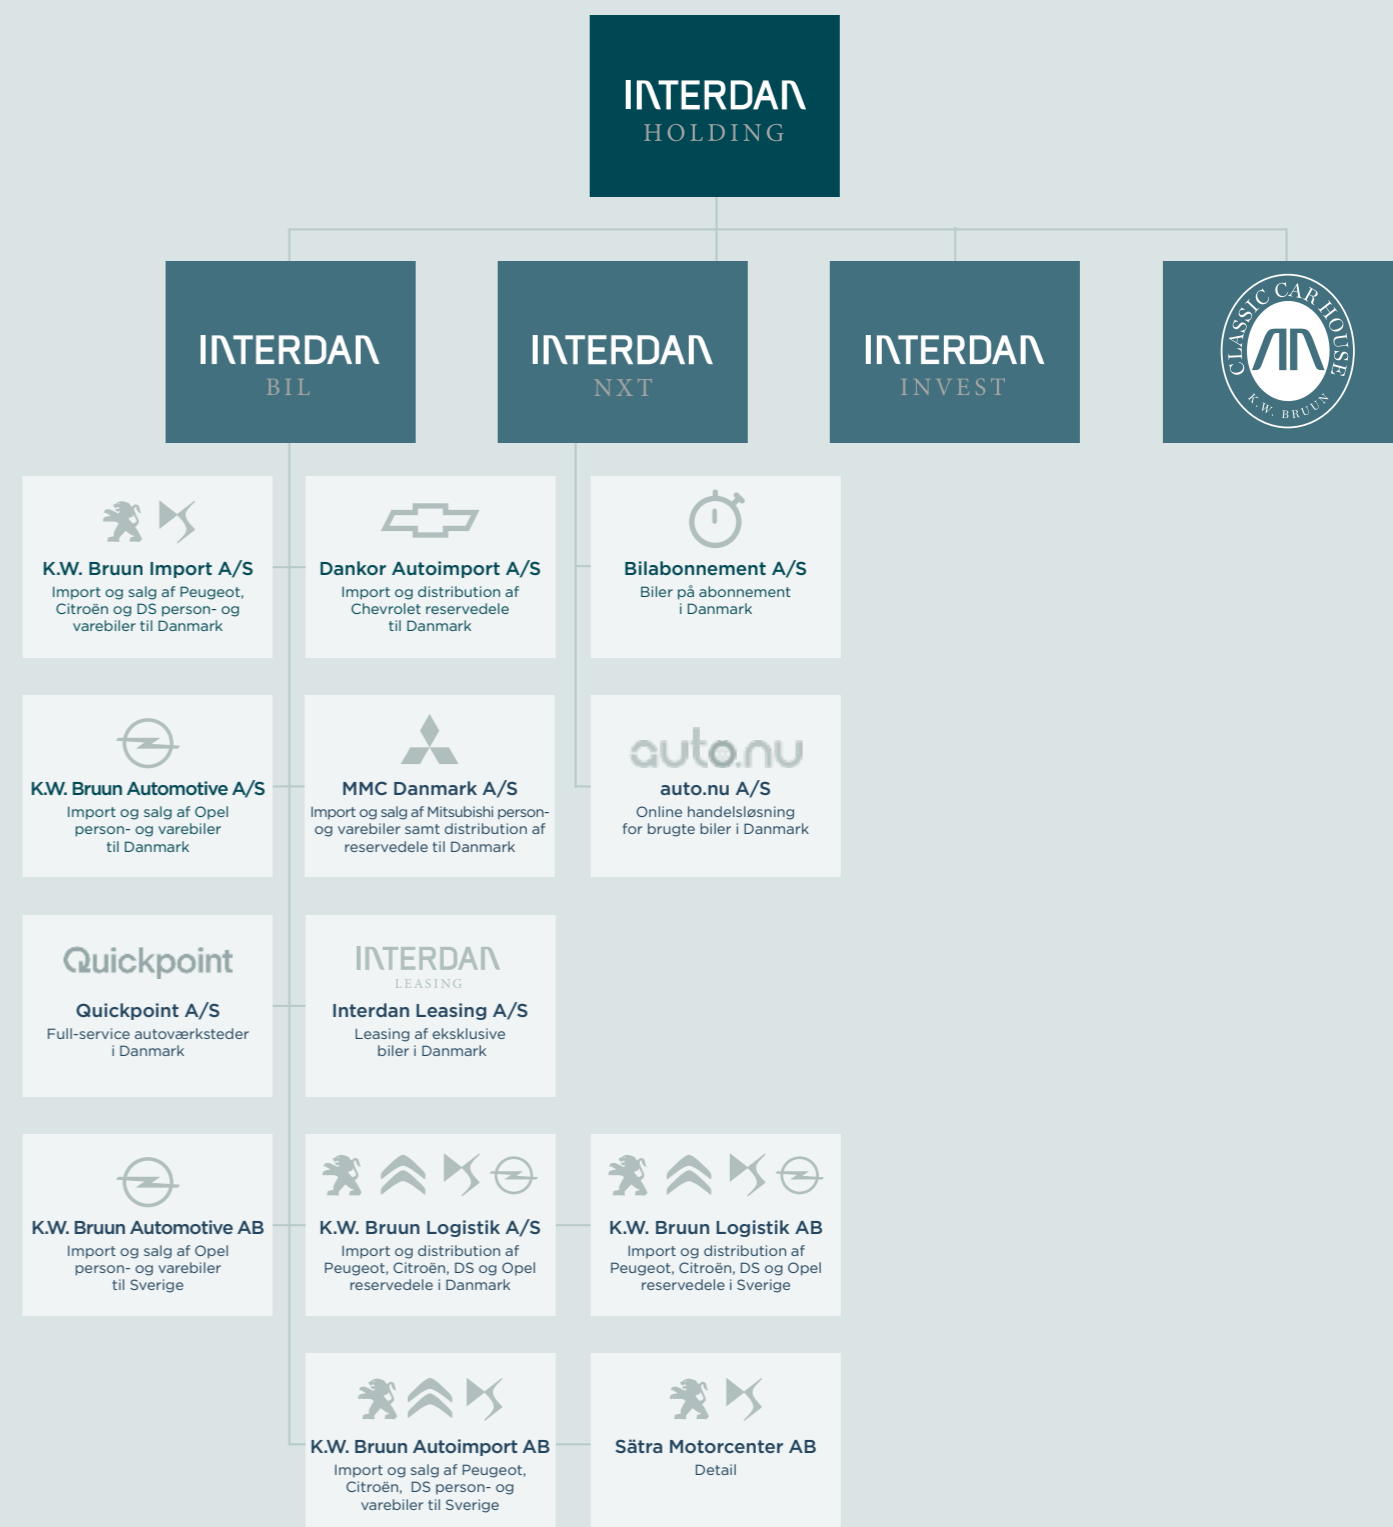 INTERDAN
HOLDING
INTERDAN
BIL
INTERDAN
NXT
INTERDAN
INVEST
CLASSIC CAR HOUSE
K.W. BRUUN
K.W. Bruun Import A/S
Import og salg af Peugeot,
Citroën og DS person- og
varebiler til Danmark
Dankor Autoimport A/S
Import og distribution af
Chevrolet reservedele
til Danmark
Bilabonnement A/S
Biler på abonnement
i Danmark
K.W. Bruun Automotive A/S
Import og salg af Opel
person- og varebiler
til Danmark
MMC Danmark A/S
Import og salg af Mitsubishi person-
og varebiler samt distribution af
reservedele til Danmark
auto.nu
auto.nu A/S
Online handelsløsning
for brugte biler i Danmark
Quickpoint
Quickpoint A/S
Full-service autoværksteder
i Danmark
INTERDAN
LEASING
Interdan Leasing A/S
Leasing af eksklusive
biler i Danmark
K.W. Bruun Automotive AB
Import og salg af Opel
person- og varebiler
til Sverige
K.W. Bruun Logistik A/S
Import og distribution af
Peugeot, Citroën, DS og Opel
reservedele i Danmark
K.W. Bruun Logistik AB
Import og distribution af
Peugeot, Citroën, DS og Opel
reservedele i Sverige
K.W. Bruun Autoimport AB
Import og salg af Peugeot,
Citroën, DS person- og
varebiler til Sverige
Sätra Motorcenter AB
Detail